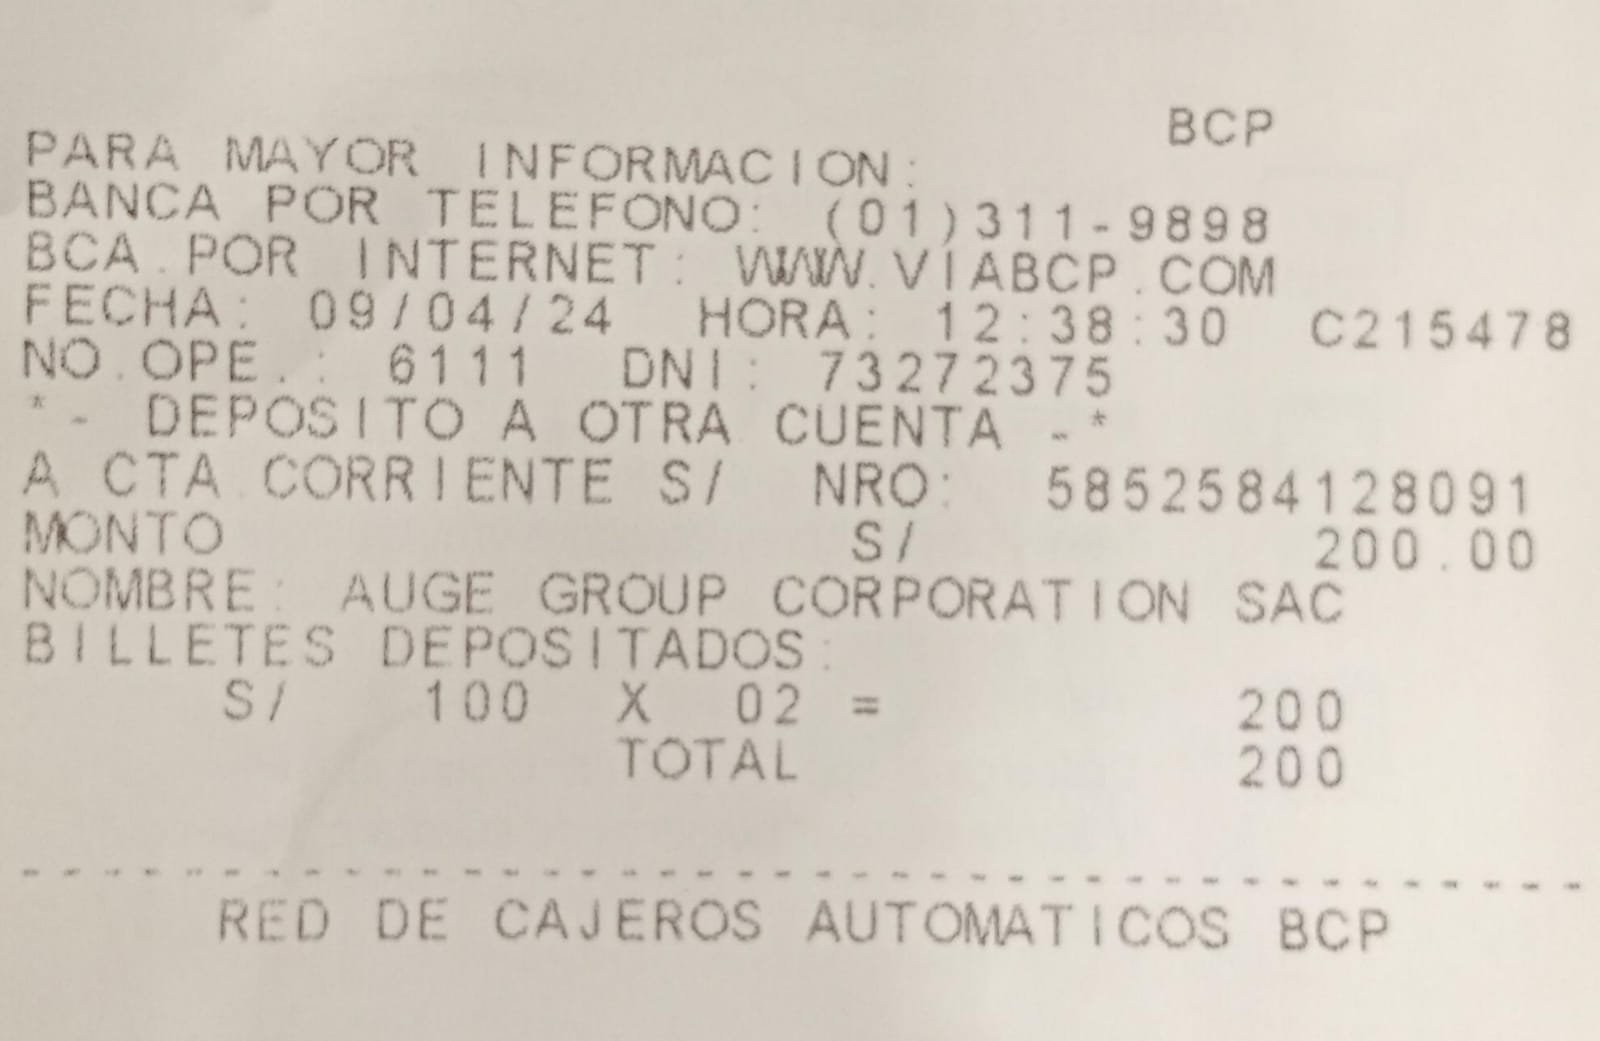 BCP
PARA MAYOR INFORMACION:
BANCA POR TELEFONO: (01)311-9898
BCA.POR INTERNET: WWW.VIABCP.COM
FECHA: 09/04/24 HORA: 12:38:30 C215478
NO.OPE.: 6111 DNI: 73272375
*- DEPOSITO A OTRA CUENTA -*
A CTA.CORRIENTE S/ NRO: 5852584128091
MONTO S/ 200.00
NOMBRE: AUGE GROUP CORPORATION SAC
BILLETES DEPOSITADOS:
S/ 100 X 02 = 200
TOTAL 200
----------------------------------------
RED DE CAJEROS AUTOMATICOS BCP